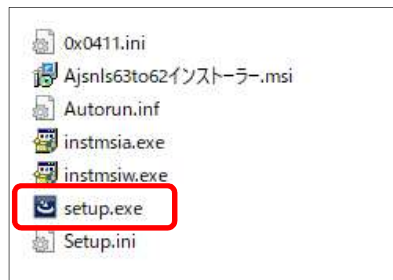 0x0411.ini
Ajsnls63to62インストーラー.msi
Autorun.inf
instmsia.exe
instmsiw.exe
setup.exe
Setup.ini